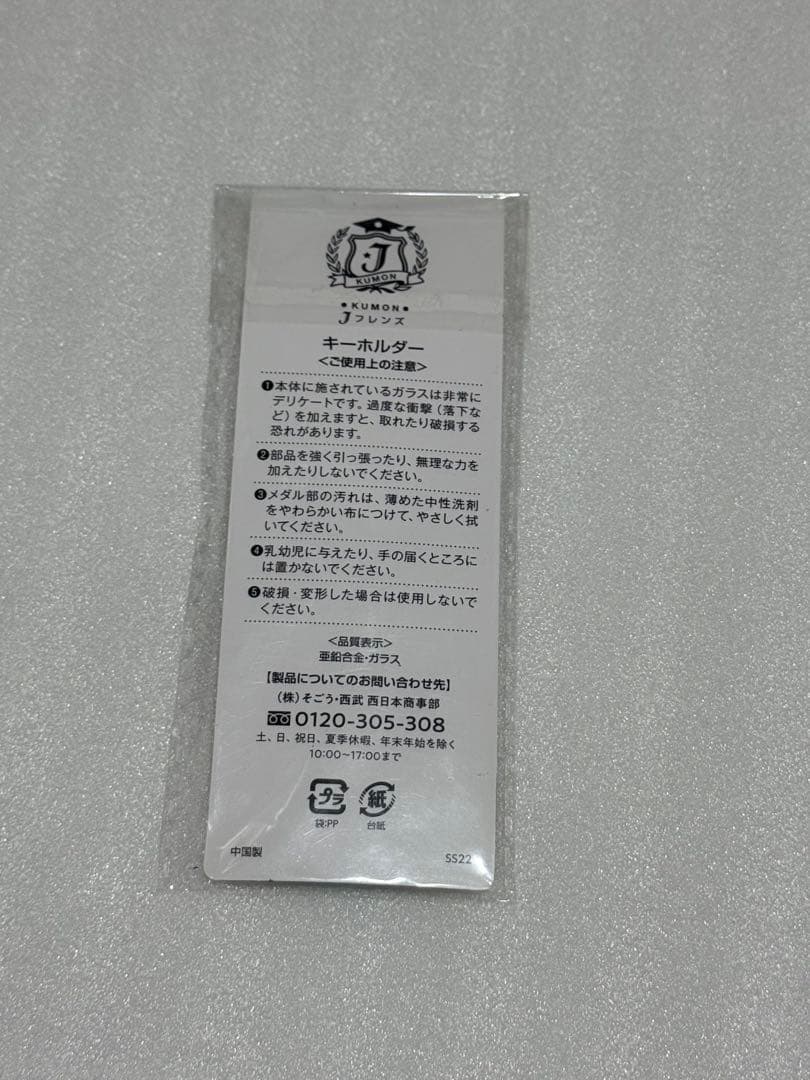 J
KUMON
●KUMON●
Jフレンズ
キーホルダー
<ご使用上の注意>
❶本体に施されているガラスは非常に
デリケートです。過度な衝撃（落下な
ど）を加えますと、取れたり破損する
恐れがあります。
❷部品を強く引っ張ったり、無理な力を
加えたりしないでください。
❸メダル部の汚れは、薄めた中性洗剤
をやわらかい布につけて、やさしく拭
いてください。
❹乳幼児に与えたり、手の届くところに
は置かないでください。
❺破損・変形した場合は使用しないで
ください。
<品質表示>
亜鉛合金・ガラス
【製品についてのお問い合わせ先】
（株）そごう・西武 西日本商事部
0120-305-308
土、日、祝日、夏季休暇、年末年始を除く
10:00～17:00まで
プラ 紙
袋:PP 台紙
中国製 SS22